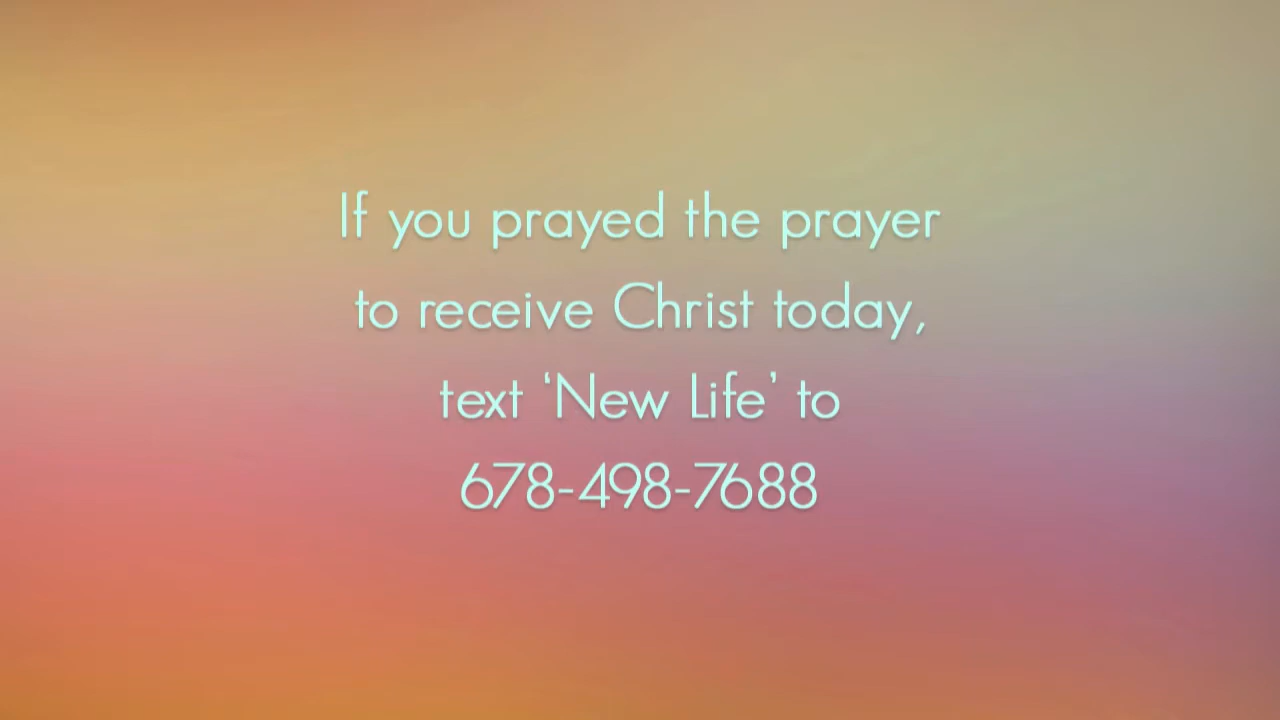 If you prayed the prayer
to receive Christ today,
text ‘New Life’ to
678-498-7688